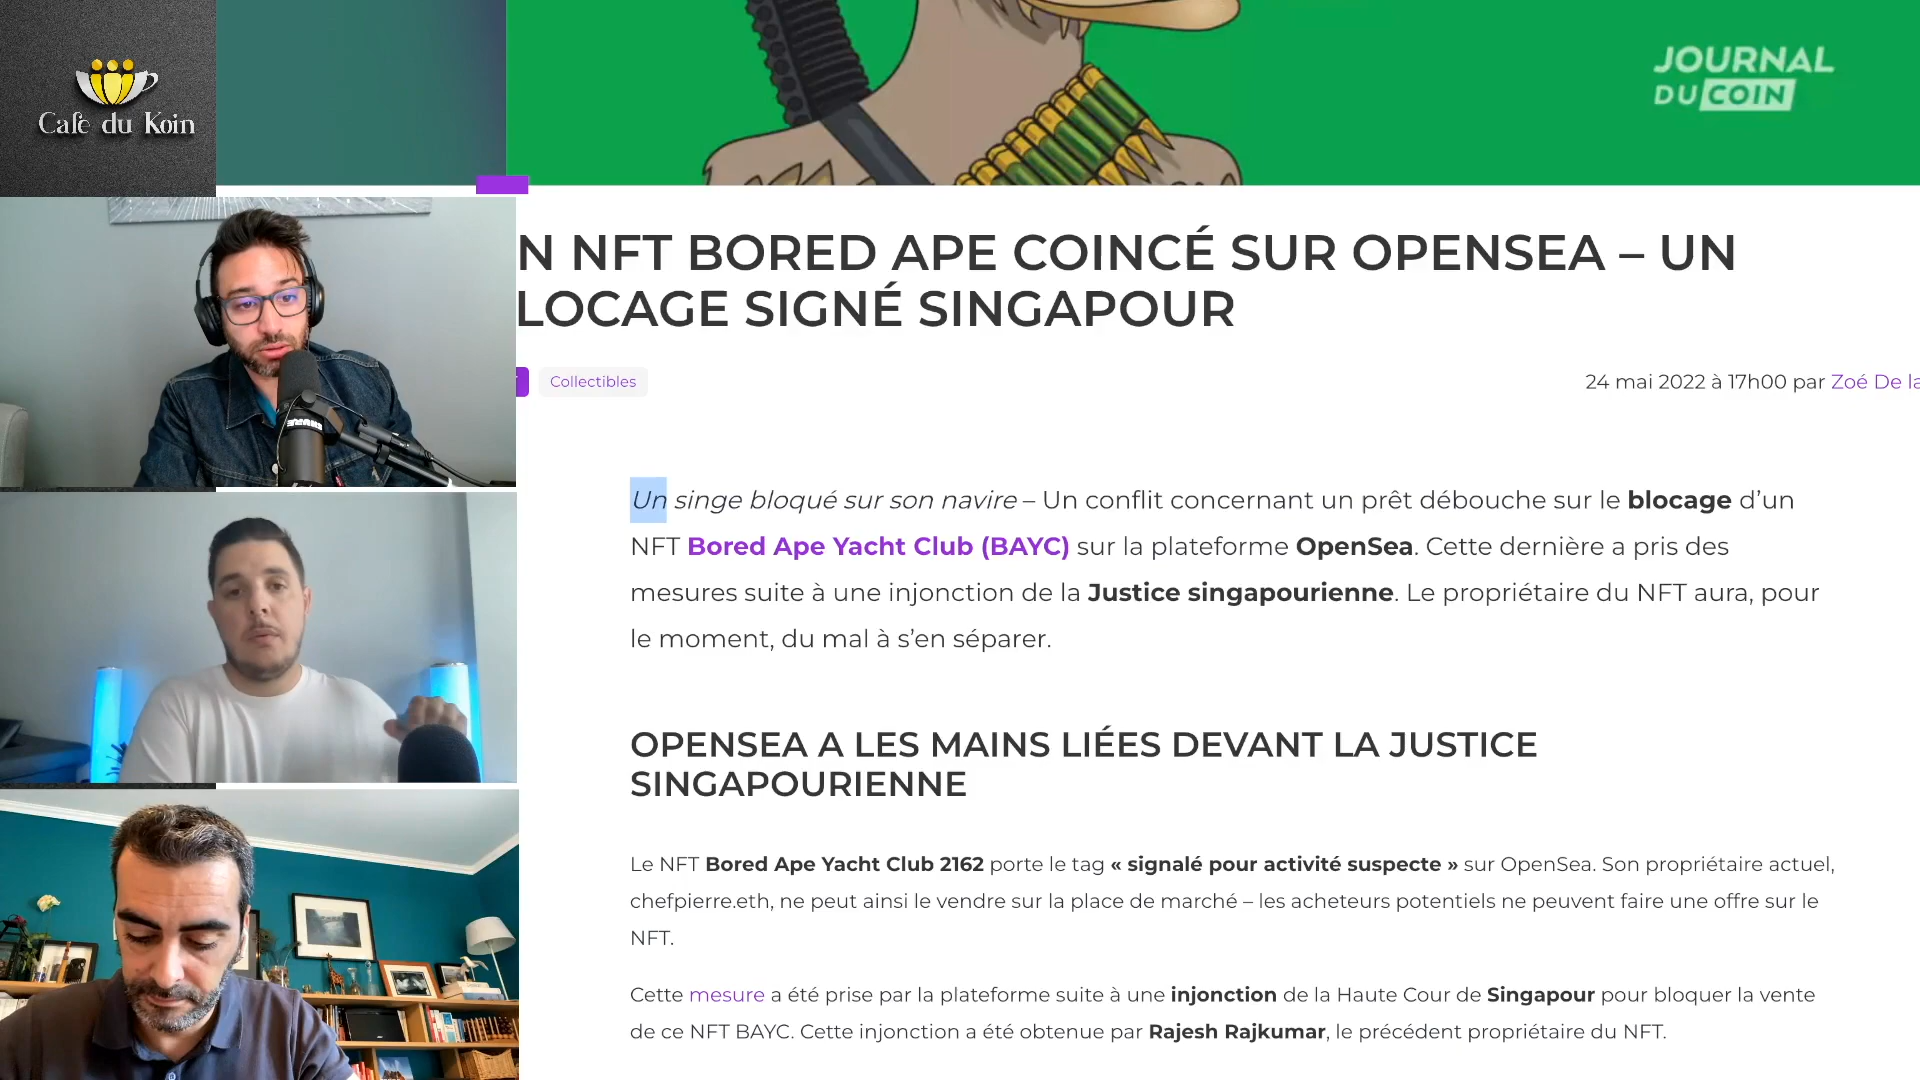 Cafe du Koin
JOURNAL
DU COIN
N NFT BORED APE COINCÉ SUR OPENSEA – UN
LOCAGE SIGNÉ SINGAPOUR
Collectibles
24 mai 2022 à 17h00 par Zoé De la
Un singe bloqué sur son navire – Un conflit concernant un prêt débouche sur le blocage d’un
NFT Bored Ape Yacht Club (BAYC) sur la plateforme OpenSea. Cette dernière a pris des
mesures suite à une injonction de la Justice singapourienne. Le propriétaire du NFT aura, pour
le moment, du mal à s’en séparer.
OPENSEA A LES MAINS LIÉES DEVANT LA JUSTICE
SINGAPOURIENNE
Le NFT Bored Ape Yacht Club 2162 porte le tag « signalé pour activité suspecte » sur OpenSea. Son propriétaire actuel,
chefpierre.eth, ne peut ainsi le vendre sur la place de marché – les acheteurs potentiels ne peuvent faire une offre sur le
NFT.
Cette mesure a été prise par la plateforme suite à une injonction de la Haute Cour de Singapour pour bloquer la vente
de ce NFT BAYC. Cette injonction a été obtenue par Rajesh Rajkumar, le précédent propriétaire du NFT.